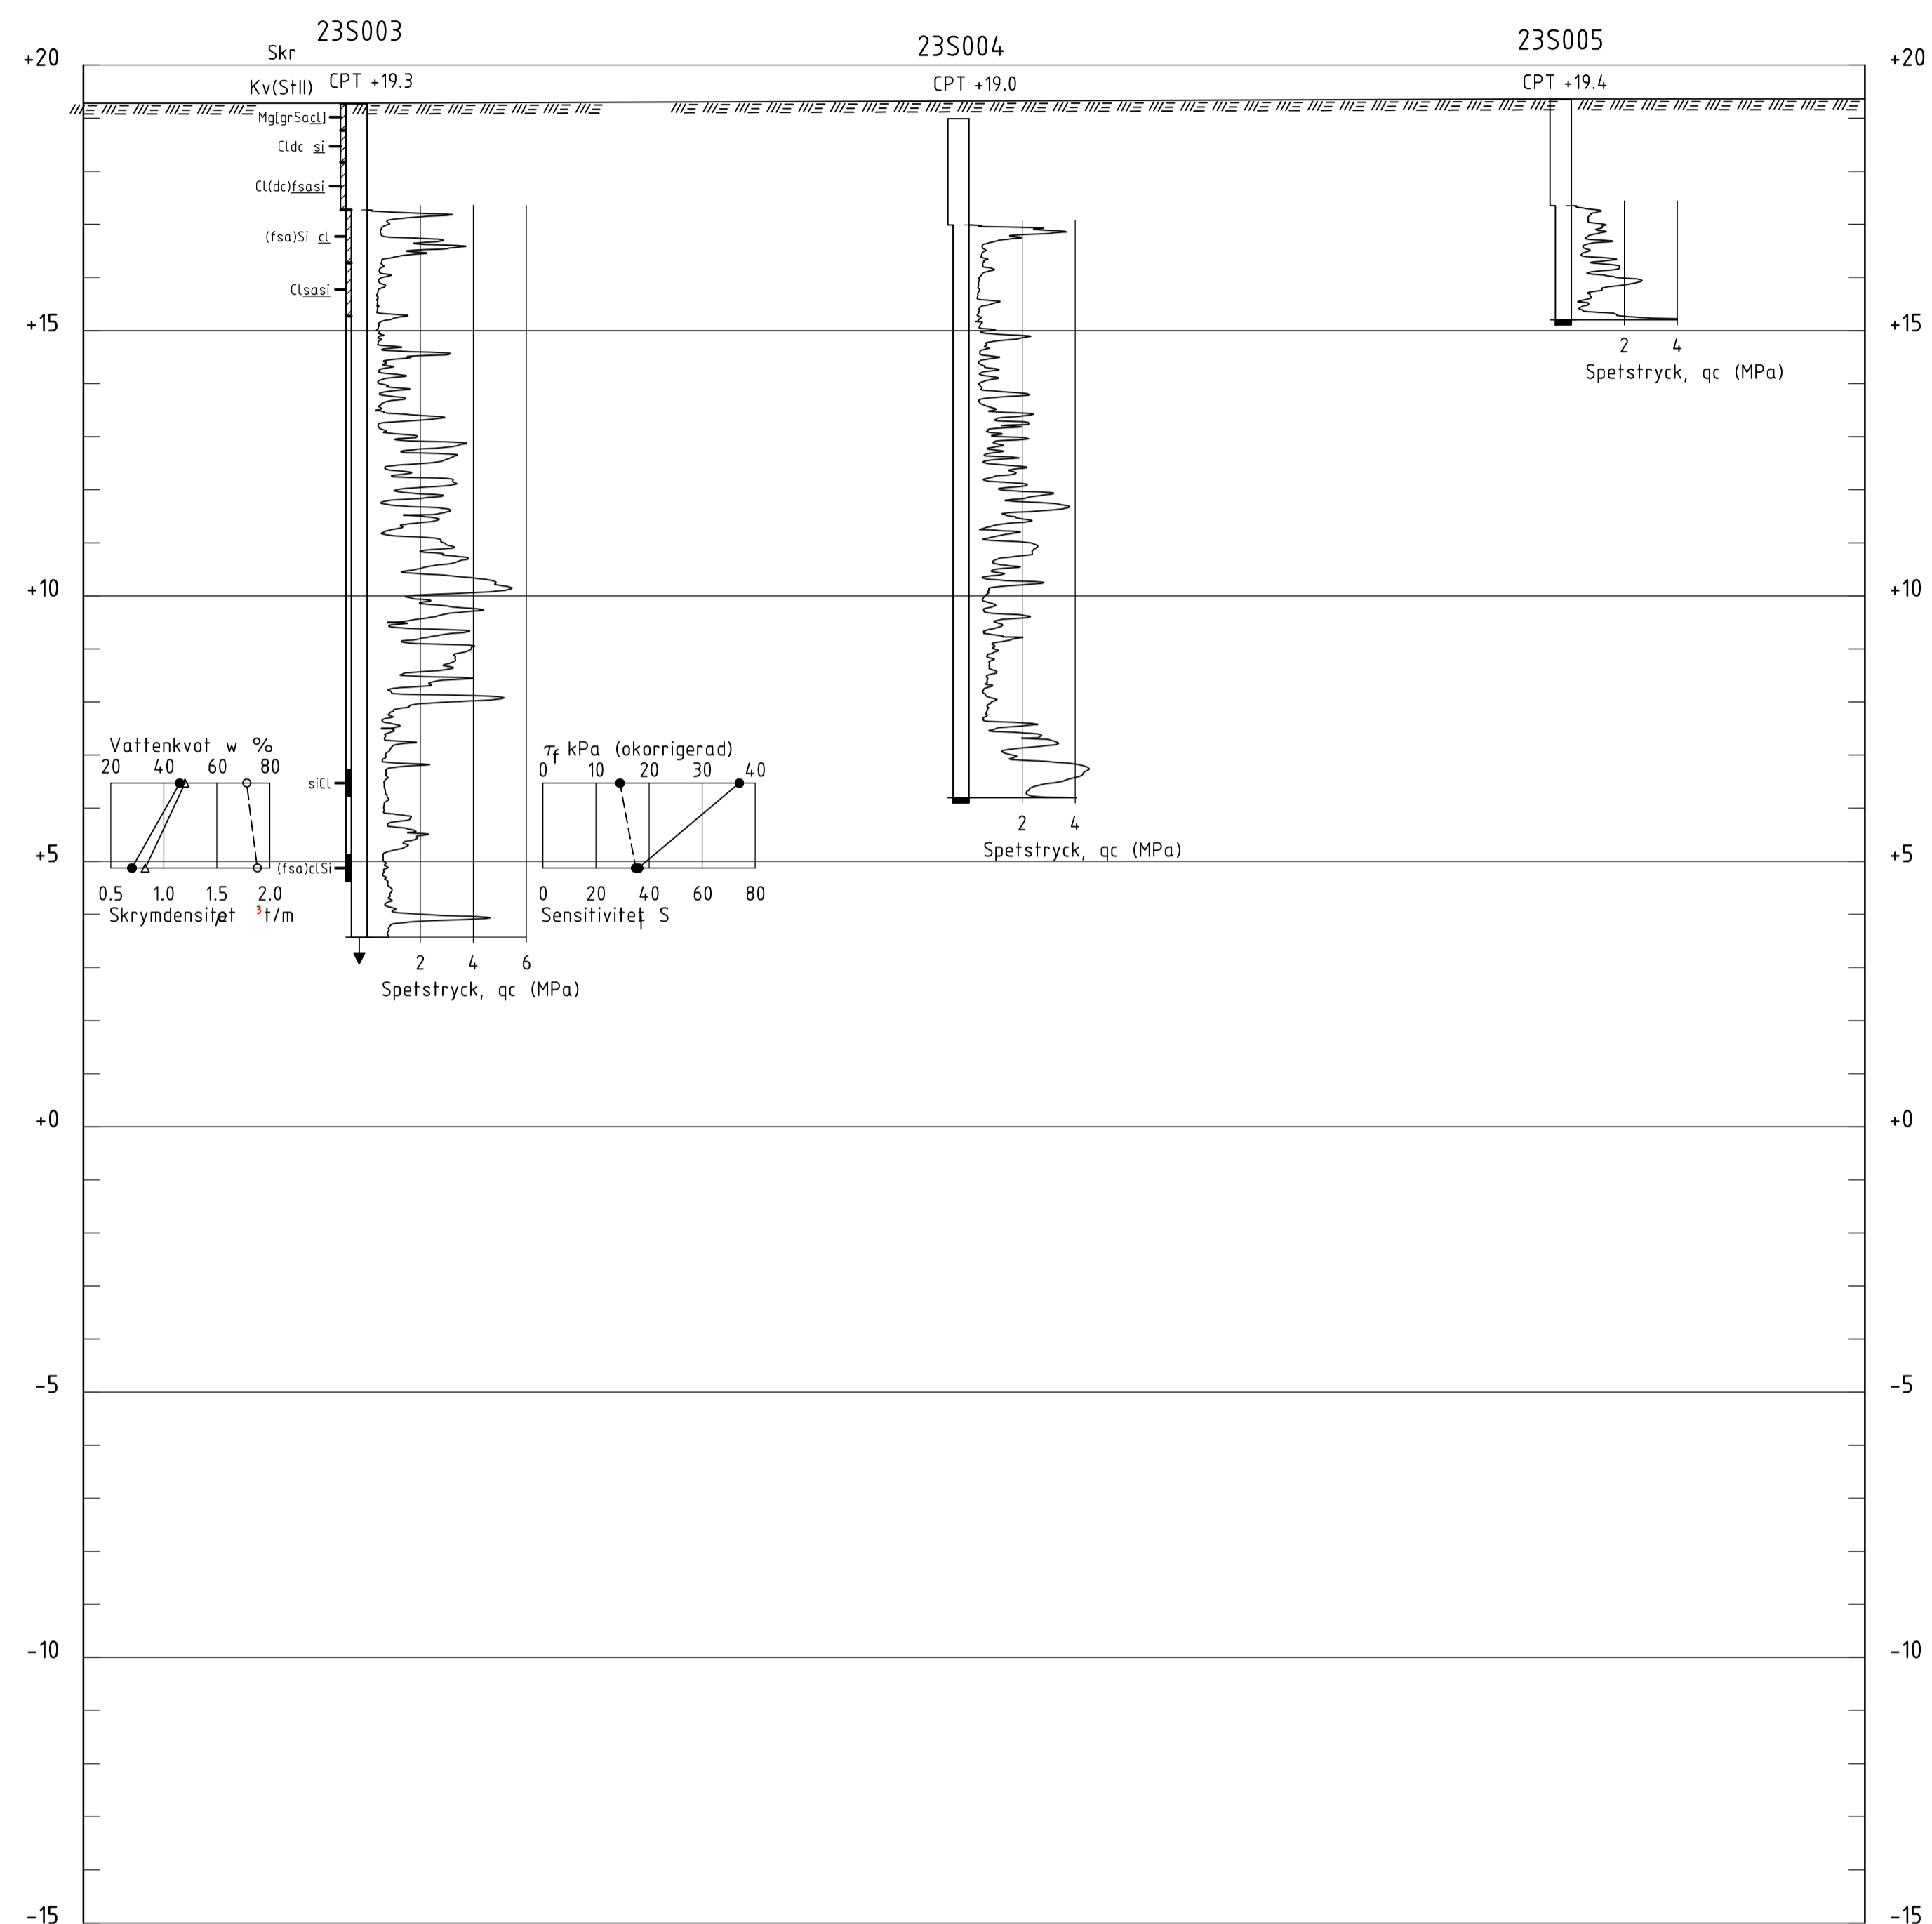 23S003
23S004
23S005
Skr
+20
+20
Kv(StII) CPT +19.3
CPT +19.0
CPT +19.4
Mg[grSacl]
Cldc si
Cl(dc)fsasi
(fsa)Si cl
Clsasi
+15
+15
2 4
Spetstryck, qc (MPa)
+10
+10
Vattenkvot w %
20 40 60 80
τf kPa (okorrigerad)
0 10 20 30 40
siCl
2 4
Spetstryck, qc (MPa)
+5
+5
(fsa)clSi
0.5 1.0 1.5 2.0
Skrymdensitet ρ 3t/m
0 20 40 60 80
Sensitivitet St
2 4 6
Spetstryck, qc (MPa)
+0
+0
-5
-5
-10
-10
-15
-15